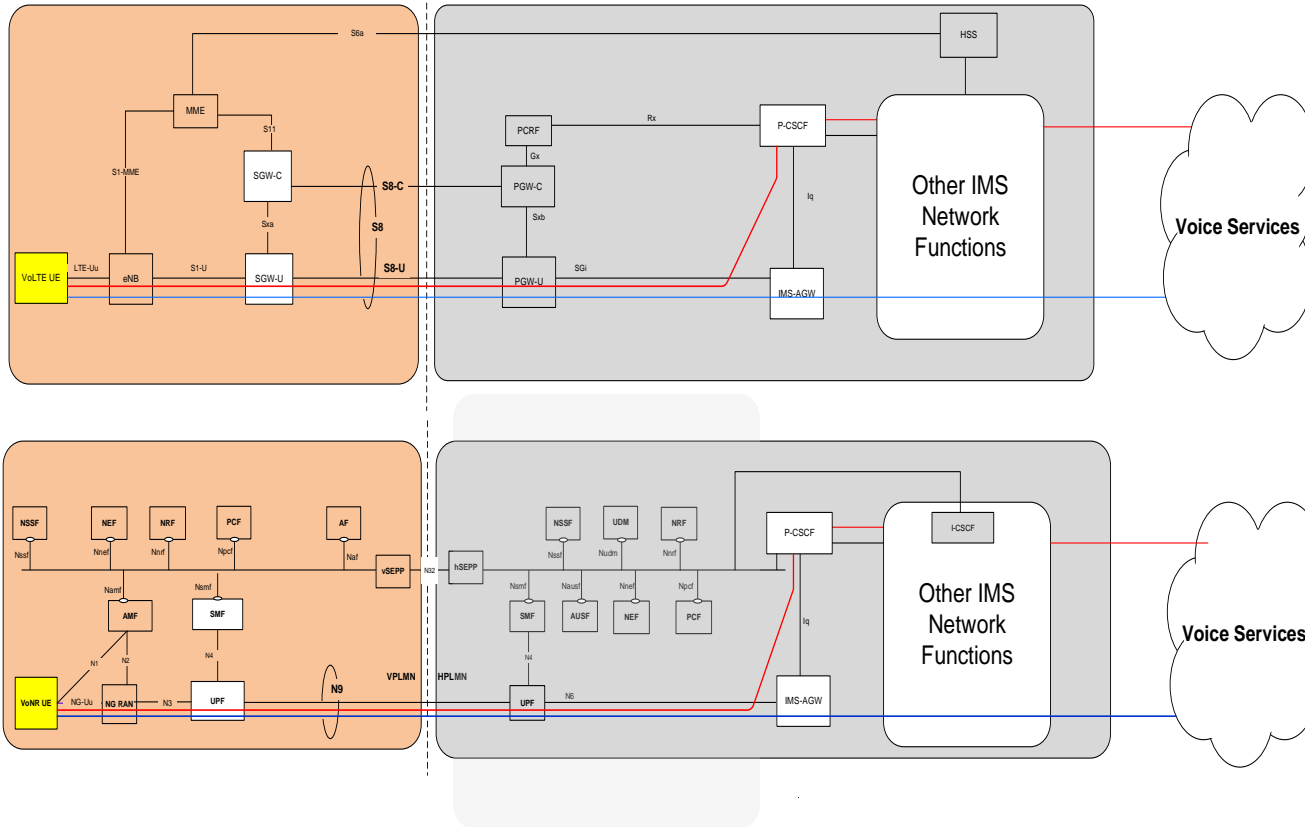 S6a
HSS
MME
P-CSCF
PCRF
Rx
S11
Gx
S1-MME
SGW-C
S8-C
PGW-C
Other IMS
Network
Functions
Iq
Sxa
S8
Sxb
Voice Services
VoLTE UE
LTE-Uu
eNB
S1-U
SGW-U
S8-U
PGW-U
SGi
IMS-AGW
NSSF
NEF
NRF
PCF
AF
NSSF
UDM
NRF
P-CSCF
I-CSCF
Nssf
Nnef
Nnrf
Npcf
Naf
Nssf
Nudm
Nnrf
vSEPP
N32
hSEPP
Namf
Nsmf
Nsmf
Nausf
Nnef
Npcf
AMF
SMF
SMF
AUSF
NEF
PCF
Other IMS
Network
Functions
Iq
Voice Services
N1
N2
N4
N4
VPLMN
HPLMN
VoNR UE
NG-Uu
NG RAN
N3
UPF
N9
UPF
N6
IMS-AGW